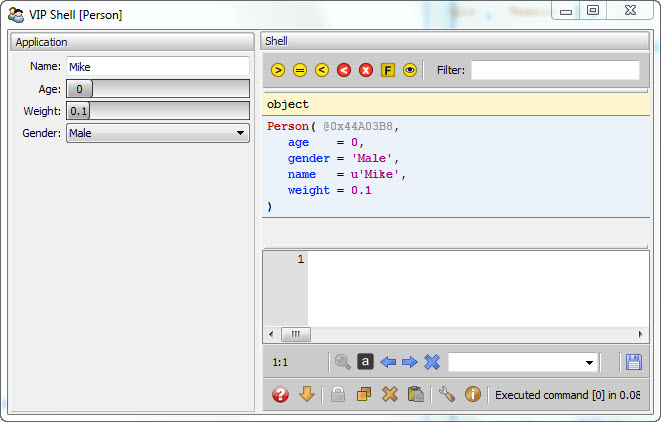 VIP Shell [Person]
Application
Name: Mike
Age: 0
Weight: 0.1
Gender: Male
Shell
F
Filter:
object
Person( @0x44A03B8,
age = 0,
gender = 'Male',
name = u'Mike',
weight = 0.1
)
1
1:1
a
Executed command [0] in 0.08